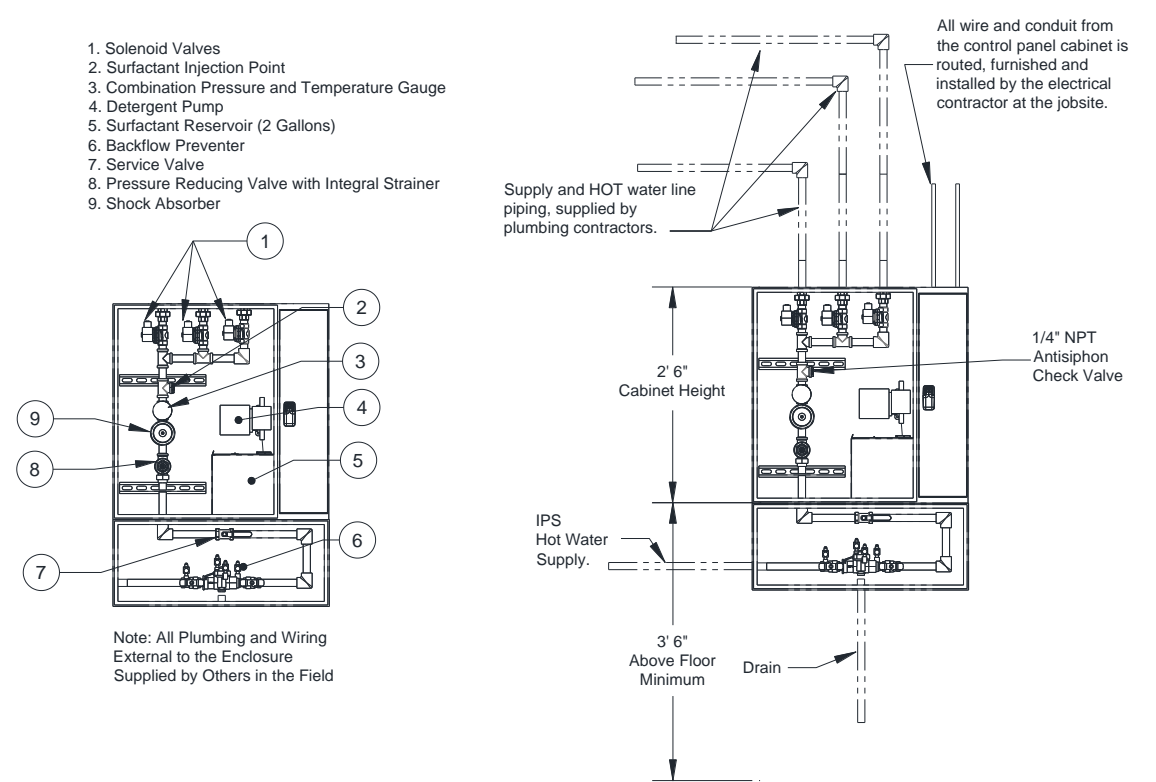 1. Solenoid Valves
2. Surfactant Injection Point
3. Combination Pressure and Temperature Gauge
4. Detergent Pump
5. Surfactant Reservoir (2 Gallons)
6. Backflow Preventer
7. Service Valve
8. Pressure Reducing Valve with Integral Strainer
9. Shock Absorber
1
2
3
4
5
6
7
8
9
Note: All Plumbing and Wiring
External to the Enclosure
Supplied by Others in the Field
All wire and conduit from
the control panel cabinet is
routed, furnished and
installed by the electrical
contractor at the jobsite.
Supply and HOT water line
piping, supplied by
plumbing contractors.
2' 6"
Cabinet Height
1/4" NPT
Antisiphon
Check Valve
IPS
Hot Water
Supply.
3' 6"
Above Floor
Minimum
Drain